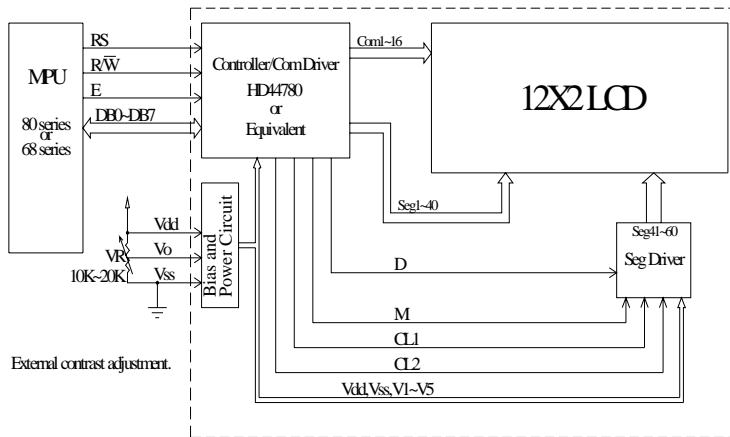 MPU
80 series
or
68 series
RS
R/W̅
E
DB0~DB7
Controller/Com Driver
HD44780
or
Equivalent
Com1~16
12X2 LCD
Seg1~40
Seg41~60
Seg Driver
D
M
CL1
CL2
Vdd,Vss,V1~V5
Bias and
Power Circuit
Vdd
Vo
Vss
VR
10K~20K
External contrast adjustment.